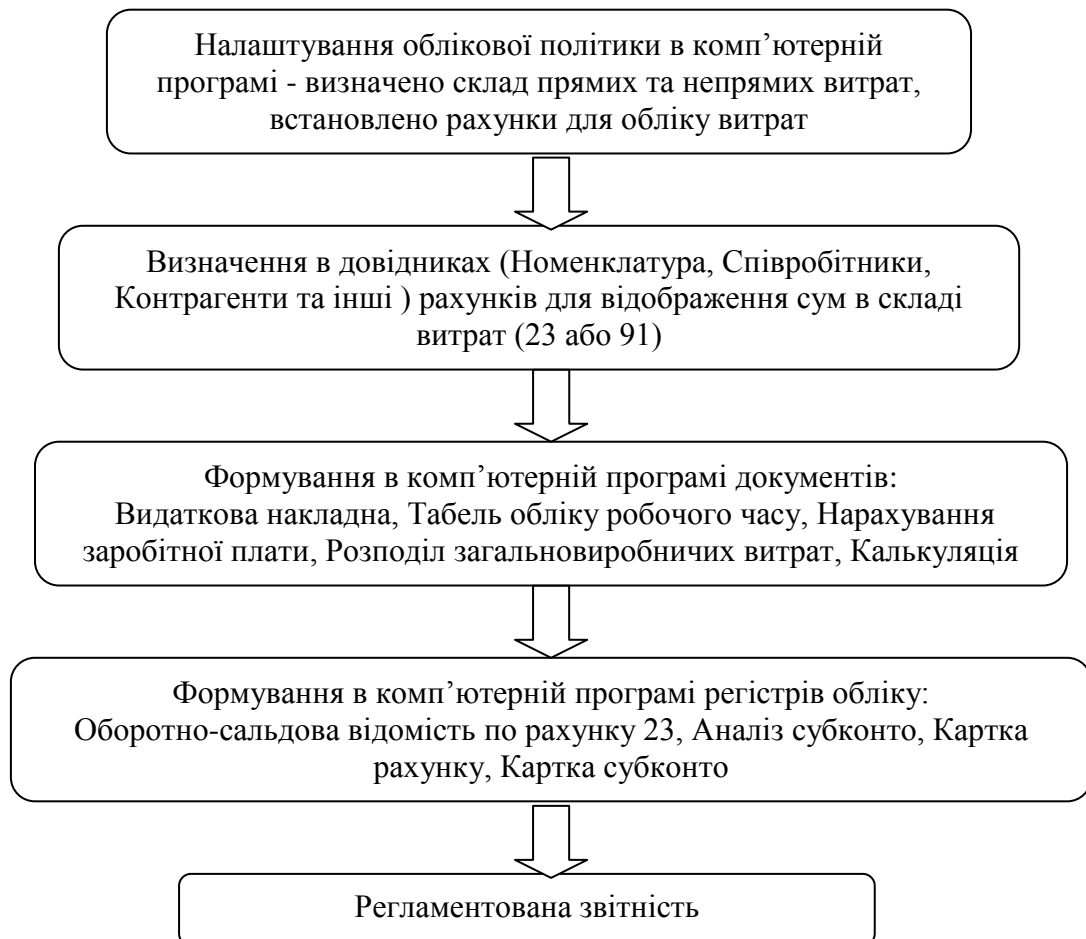 Налаштування облікової політики в комп’ютерній
програмі - визначено склад прямих та непрямих витрат,
встановлено рахунки для обліку витрат
Визначення в довідниках (Номенклатура, Співробітники,
Контрагенти та інші ) рахунків для відображення сум в складі
витрат (23 або 91)
Формування в комп’ютерній програмі документів:
Видаткова накладна, Табель обліку робочого часу, Нарахування
заробітної плати, Розподіл загальновиробничих витрат, Калькуляція
Формування в комп’ютерній програмі регістрів обліку:
Оборотно-сальдова відомість по рахунку 23, Аналіз субконто, Картка
рахунку, Картка субконто
Регламентована звітність